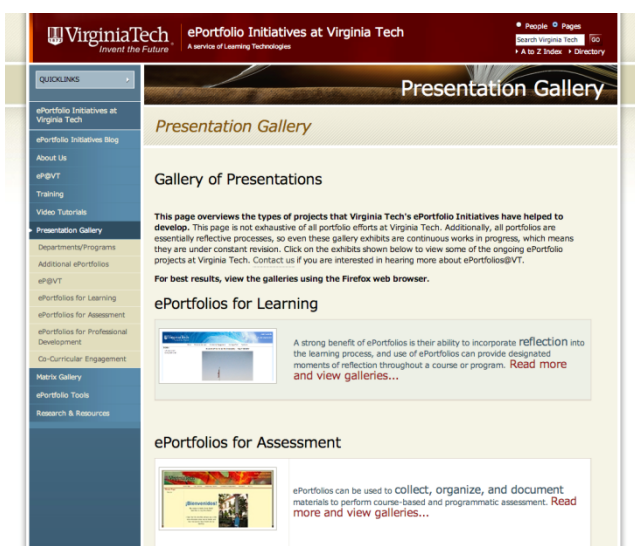 VirginiaTech
Invent the Future
ePortfolio Initiatives at Virginia Tech
A service of Learning Technologies
People Pages
Search Virginia Tech GO
A to Z Index Directory
QUICKLINKS
Presentation Gallery
ePortfolio Initiatives at
Virginia Tech
ePortfolio Initiatives Blog
About Us
eP@VT
Training
Video Tutorials
Presentation Gallery
Departments/Programs
Additional ePortfolios
eP@VT
ePortfolios for Learning
ePortfolios for Assessment
ePortfolios for Professional
Development
Co-Curricular Engagement
Matrix Gallery
ePortfolio Tools
Research & Resources
Presentation Gallery
Gallery of Presentations
This page overviews the types of projects that Virginia Tech's ePortfolio Initiatives have helped to
develop. This page is not exhaustive of all portfolio efforts at Virginia Tech. Additionally, all portfolios are
essentially reflective processes, so even these gallery exhibits are continuous works in progress, which means
they are under constant revision. Click on the exhibits shown below to view some of the ongoing ePortfolio
projects at Virginia Tech. Contact us if you are interested in hearing more about ePortfolios@VT.
For best results, view the galleries using the Firefox web browser.
ePortfolios for Learning
A strong benefit of ePortfolios is their ability to incorporate reflection into
the learning process, and use of ePortfolios can provide designated
moments of reflection throughout a course or program. Read more
and view galleries...
ePortfolios for Assessment
¡Bienvenidos!
ePortfolios can be used to collect, organize, and document
materials to perform course-based and programmatic assessment. Read
more and view galleries...